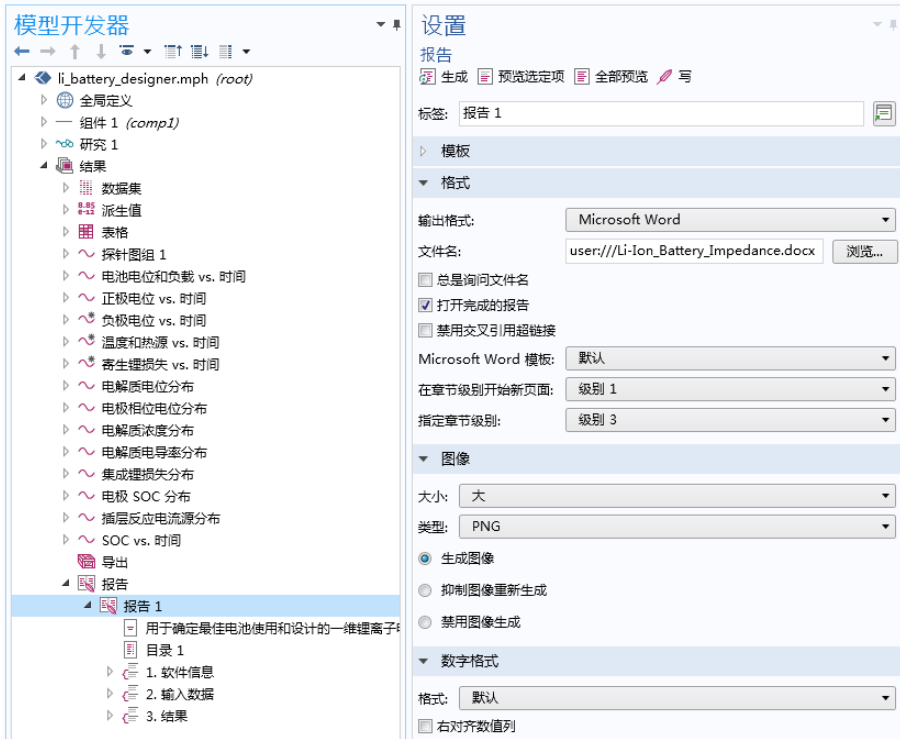 模型开发器
li_battery_designer.mph (root)
全局定义
组件 1 (comp1)
研究 1
结果
数据集
8.85
e-12
派生值
表格
探针图组 1
电池电位和负载 vs. 时间
正极电位 vs. 时间
负极电位 vs. 时间
温度和热源 vs. 时间
寄生锂损失 vs. 时间
电解质电位分布
电极相位电位分布
电解质浓度分布
电解质电导率分布
集成锂损失分布
电极 SOC 分布
插层反应电流源分布
SOC vs. 时间
导出
报告
报告 1
用于确定最佳电池使用和设计的一维锂离子
目录 1
1. 软件信息
2. 输入数据
3. 结果
设置
报告
生成 预览选定项 全部预览 写
标签: 报告 1
模板
格式
输出格式: Microsoft Word
文件名: user:///Li-Ion_Battery_Impedance.docx 浏览...
总是询问文件名
打开完成的报告
禁用交叉引用超链接
Microsoft Word 模板: 默认
在章节级别开始新页面: 级别 1
指定章节级别: 级别 3
图像
大小: 大
类型: PNG
生成图像
抑制图像重新生成
禁用图像生成
数字格式
格式: 默认
右对齐数值列